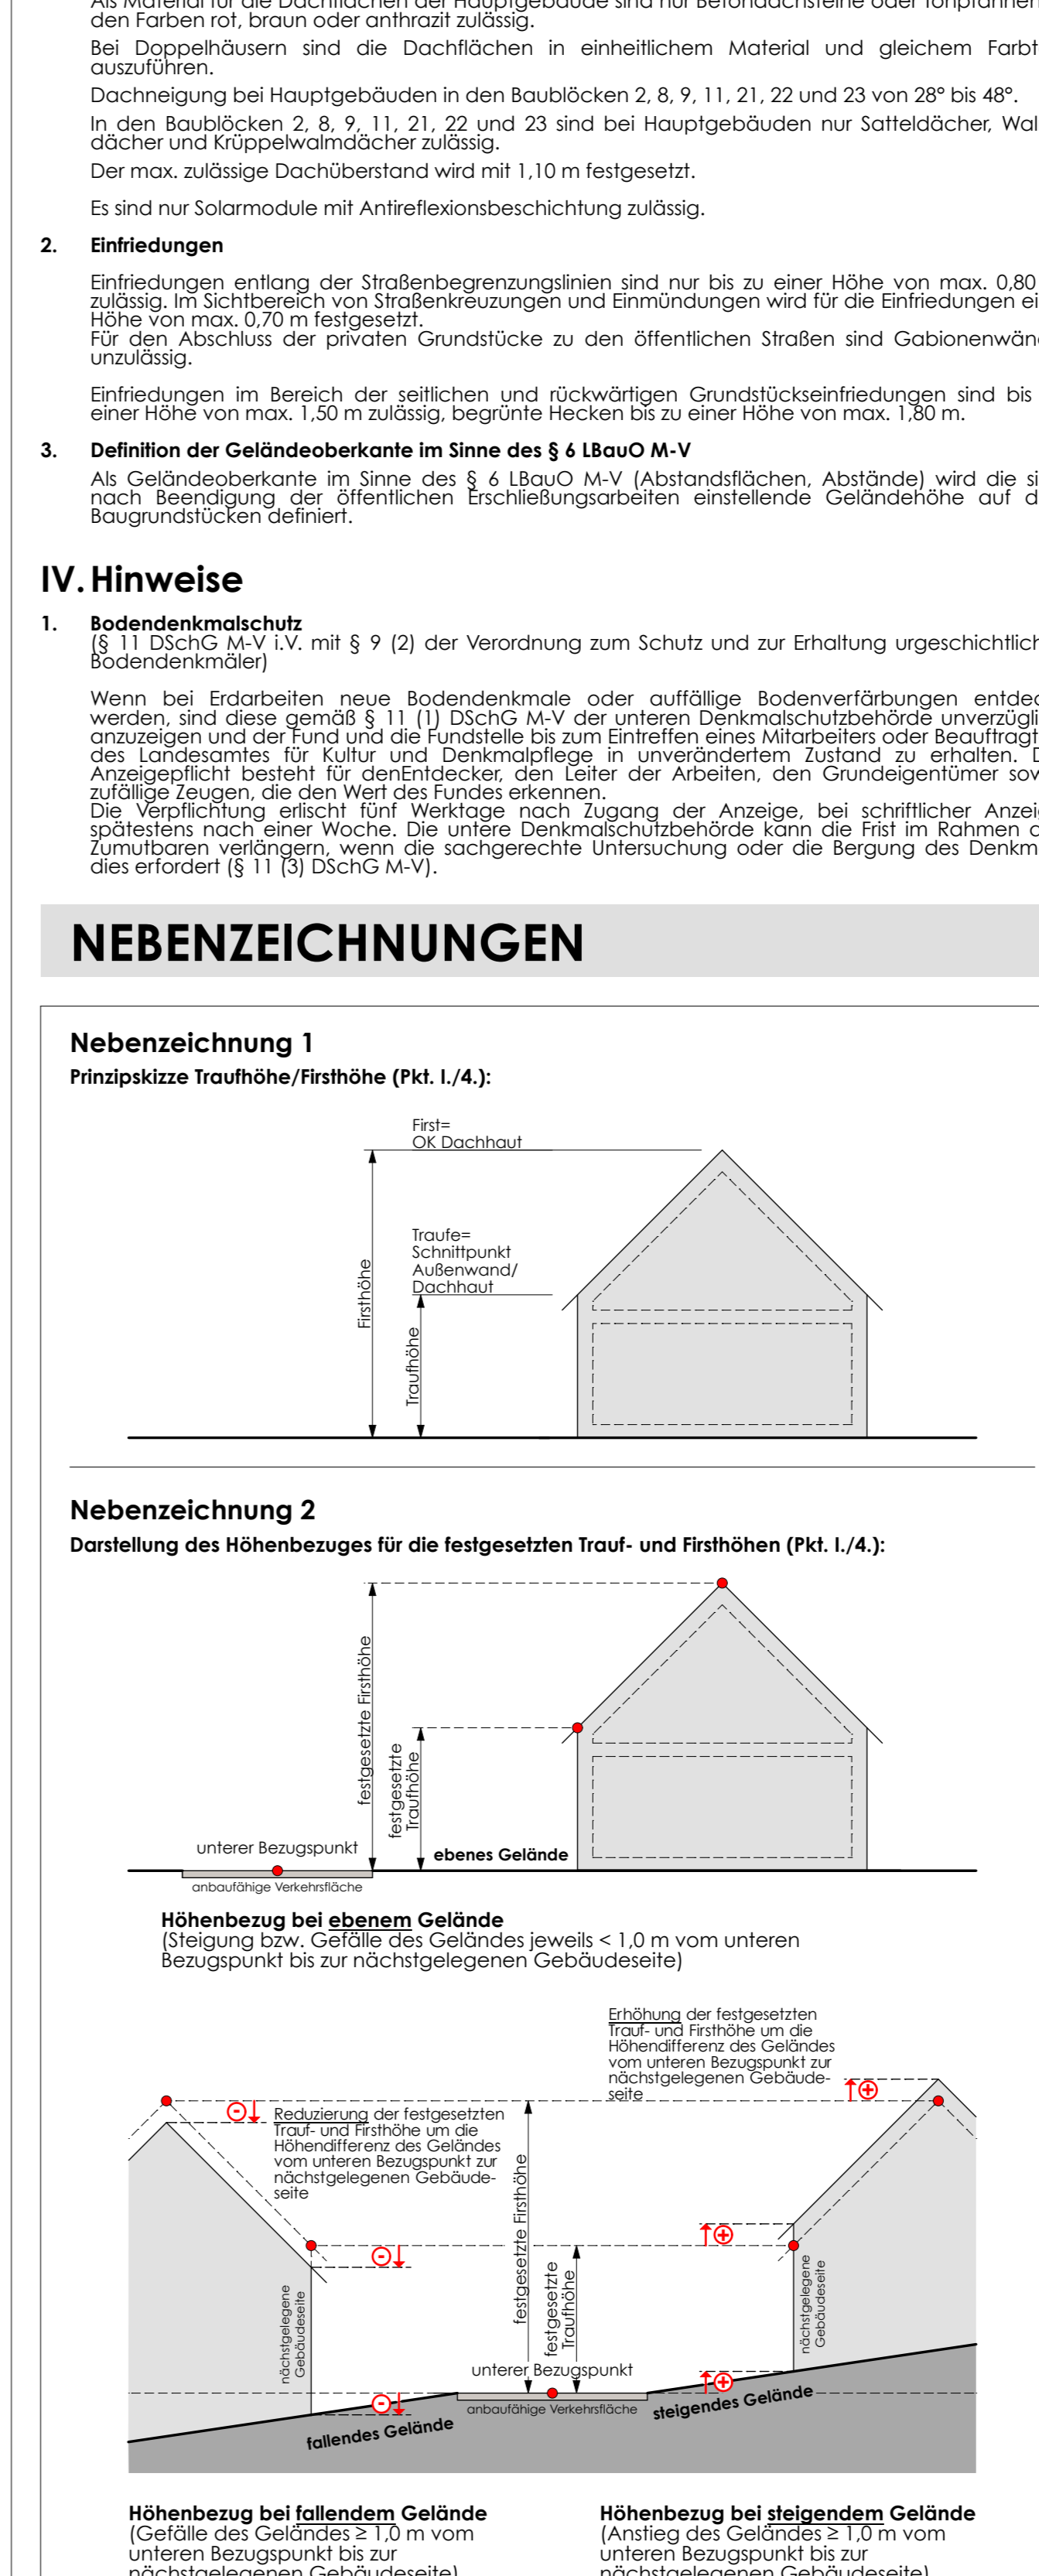 Als Material für die Dachflächen der Hauptgebäude sind nur Betondachsteine oder Tonpfannen
den Farben rot, braun oder anthrazit zulässig.
Bei Doppelhäusern sind die Dachflächen in einheitlichem Material und gleichem Farbt
auszuführen.
Dachneigung bei Hauptgebäuden in den Baublöcken 2, 8, 9, 11, 21, 22 und 23 von 28° bis 48°.
In den Baublöcken 2, 8, 9, 11, 21, 22 und 23 sind bei Hauptgebäuden nur Satteldächer, Wal
dächer und Krüppelwalmdächer zulässig.
Der max. zulässige Dachüberstand wird mit 1,10 m festgesetzt.
Es sind nur Solarmodule mit Antireflexionsbeschichtung zulässig.
2. Einfriedungen
Einfriedungen entlang der Straßenbegrenzungslinien sind nur bis zu einer Höhe von max. 0,80
zulässig. Im Sichtbereich von Straßenkreuzungen und Einmündungen wird für die Einfriedungen ei
Höhe von max. 0,70 m festgesetzt.
Für den Abschluss der privaten Grundstücke zu den öffentlichen Straßen sind Gabionenwänd
unzulässig.
Einfriedungen im Bereich der seitlichen und rückwärtigen Grundstückseinfriedungen sind bis
einer Höhe von max. 1,50 m zulässig, begrünte Hecken bis zu einer Höhe von max. 1,80 m.
3. Definition der Geländeoberkante im Sinne des § 6 LBauO M-V
Als Geländeoberkante im Sinne des § 6 LBauO M-V (Abstandsflächen, Abstände) wird die si
nach Beendigung der öffentlichen Erschließungsarbeiten einstellende Geländehöhe auf d
Baugrundstücken definiert.
IV. Hinweise
1. Bodendenkmalschutz
(§ 11 DSchG M-V i.V. mit § 9 (2) der Verordnung zum Schutz und zur Erhaltung urgeschichtlich
Bodendenkmäler)
Wenn bei Erdarbeiten neue Bodendenkmale oder auffällige Bodenverfärbungen entdec
werden, sind diese gemäß § 11 (1) DSchG M-V der unteren Denkmalschutzbehörde unverzügli
anzuzeigen und der Fund und die Fundstelle bis zum Eintreffen eines Mitarbeiters oder Beauftragt
des Landesamtes für Kultur und Denkmalpflege in unverändertem Zustand zu erhalten. D
Anzeigepflicht besteht für denEntdecker, den Leiter der Arbeiten, den Grundeigentümer sow
zufällige Zeugen, die den Wert des Fundes erkennen.
Die Verpflichtung erlischt fünf Werktage nach Zugang der Anzeige, bei schriftlicher Anzeig
spätestens nach einer Woche. Die untere Denkmalschutzbehörde kann die Frist im Rahmen d
Zumutbaren verlängern, wenn die sachgerechte Untersuchung oder die Bergung des Denkm
dies erfordert (§ 11 (3) DSchG M-V).
NEBENZEICHNUNGEN
Nebenzeichnung 1
Prinzipskizze Traufhöhe/Firsthöhe (Pkt. I./4.):
First=
OK Dachhaut
Traufe=
Schnittpunkt
Außenwand/
Dachhaut
Firsthöhe
Traufhöhe
Nebenzeichnung 2
Darstellung des Höhenbezuges für die festgesetzten Trauf- und Firsthöhen (Pkt. I./4.):
festgesetzte Firsthöhe
festgesetzte
Traufhöhe
unterer Bezugspunkt
ebenes Gelände
anbaufähige Verkehrsfläche
Höhenbezug bei ebenem Gelände
(Steigung bzw. Gefälle des Geländes jeweils < 1,0 m vom unteren
Bezugspunkt bis zur nächstgelegenen Gebäudeseite)
Erhöhung der festgesetzten
Trauf- und Firsthöhe um die
Höhendifferenz des Geländes
vom unteren Bezugspunkt zur
nächstgelegenen Gebäude-
seite
Reduzierung der festgesetzten
Trauf- und Firsthöhe um die
Höhendifferenz des Geländes
vom unteren Bezugspunkt zur
nächstgelegenen Gebäude-
seite
festgesetzte Firsthöhe
festgesetzte
Traufhöhe
nächstgelegene
Gebäudeseite
nächstgelegene
Gebäudeseite
unterer Bezugspunkt
anbaufähige Verkehrsfläche
fallendes Gelände
steigendes Gelände
Höhenbezug bei fallendem Gelände
(Gefälle des Geländes ≥ 1,0 m vom
unteren Bezugspunkt bis zur
nächstgelegenen Gebäudeseite)
Höhenbezug bei steigendem Gelände
(Anstieg des Geländes ≥ 1,0 m vom
unteren Bezugspunkt bis zur
nächstgelegenen Gebäudeseite)